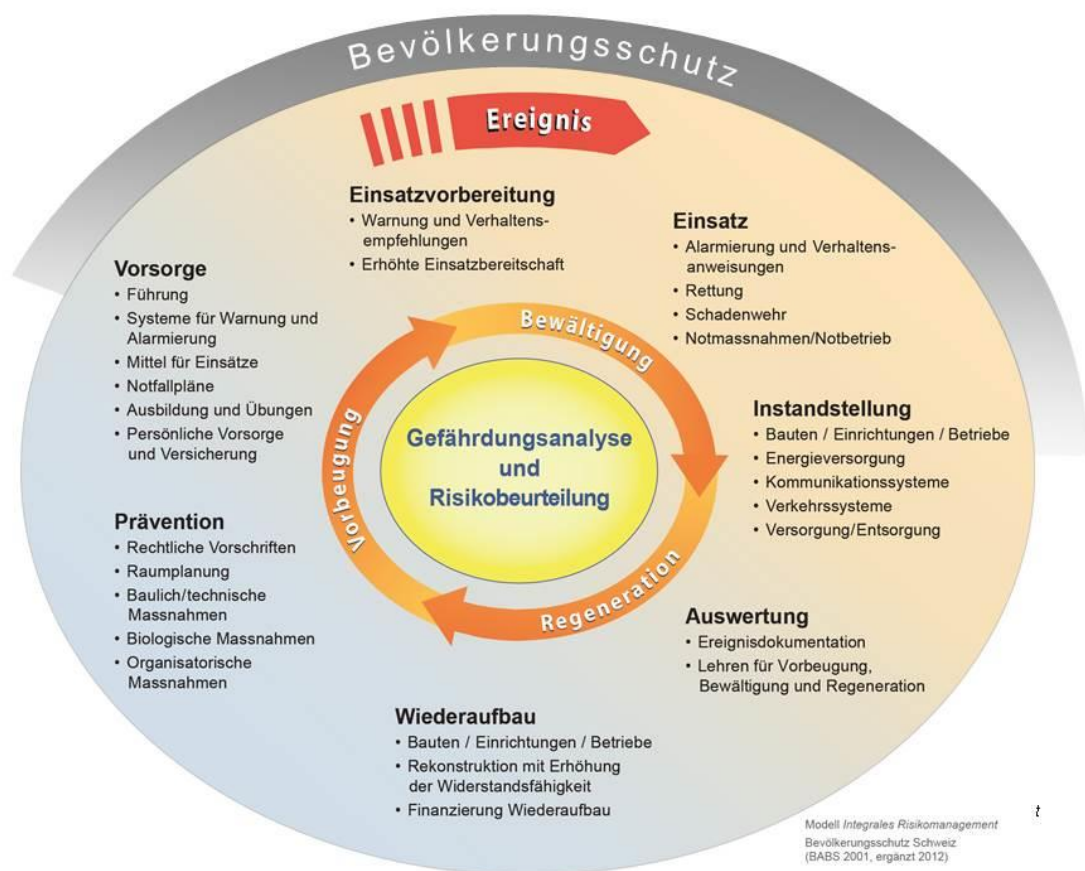 Bevölkerungsschutz
Ereignis
Einsatzvorbereitung
• Warnung und Verhaltens-
empfehlungen
• Erhöhte Einsatzbereitschaft
Einsatz
• Alarmierung und Verhaltens-
anweisungen
• Rettung
• Schadenwehr
• Notmassnahmen/Notbetrieb
Vorsorge
• Führung
• Systeme für Warnung und
Alarmierung
• Mittel für Einsätze
• Notfallpläne
• Ausbildung und Übungen
• Persönliche Vorsorge
und Versicherung
Bewältigung
Vorbeugung
Regeneration
Gefährdungsanalyse
und
Risikobeurteilung
Instandstellung
• Bauten / Einrichtungen / Betriebe
• Energieversorgung
• Kommunikationssysteme
• Verkehrssysteme
• Versorgung/Entsorgung
Prävention
• Rechtliche Vorschriften
• Raumplanung
• Baulich/technische
Massnahmen
• Biologische Massnahmen
• Organisatorische
Massnahmen
Auswertung
• Ereignisdokumentation
• Lehren für Vorbeugung,
Bewältigung und Regeneration
Wiederaufbau
• Bauten / Einrichtungen / Betriebe
• Rekonstruktion mit Erhöhung
der Widerstandsfähigkeit
• Finanzierung Wiederaufbau
t
Modell Integrales Risikomanagement
Bevölkerungsschutz Schweiz
(BABS 2001, ergänzt 2012)